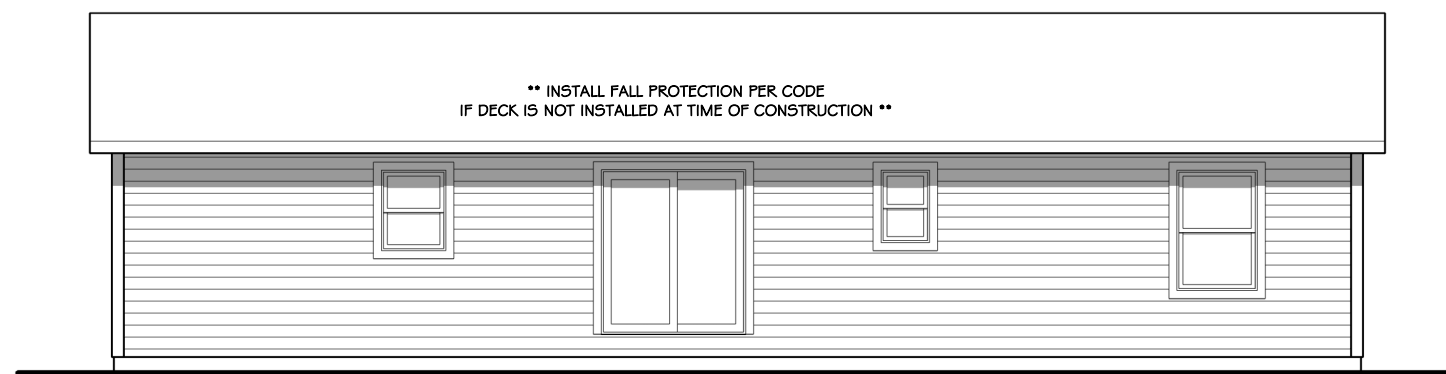 ** INSTALL FALL PROTECTION PER CODE
IF DECK IS NOT INSTALLED AT TIME OF CONSTRUCTION **